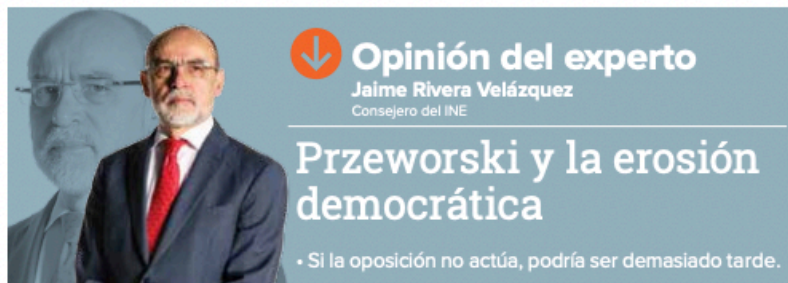 Opinión del experto
Jaime Rivera Velázquez
Consejero del INE
Przeworski y la erosión
democrática
• Si la oposición no actúa, podría ser demasiado tarde.